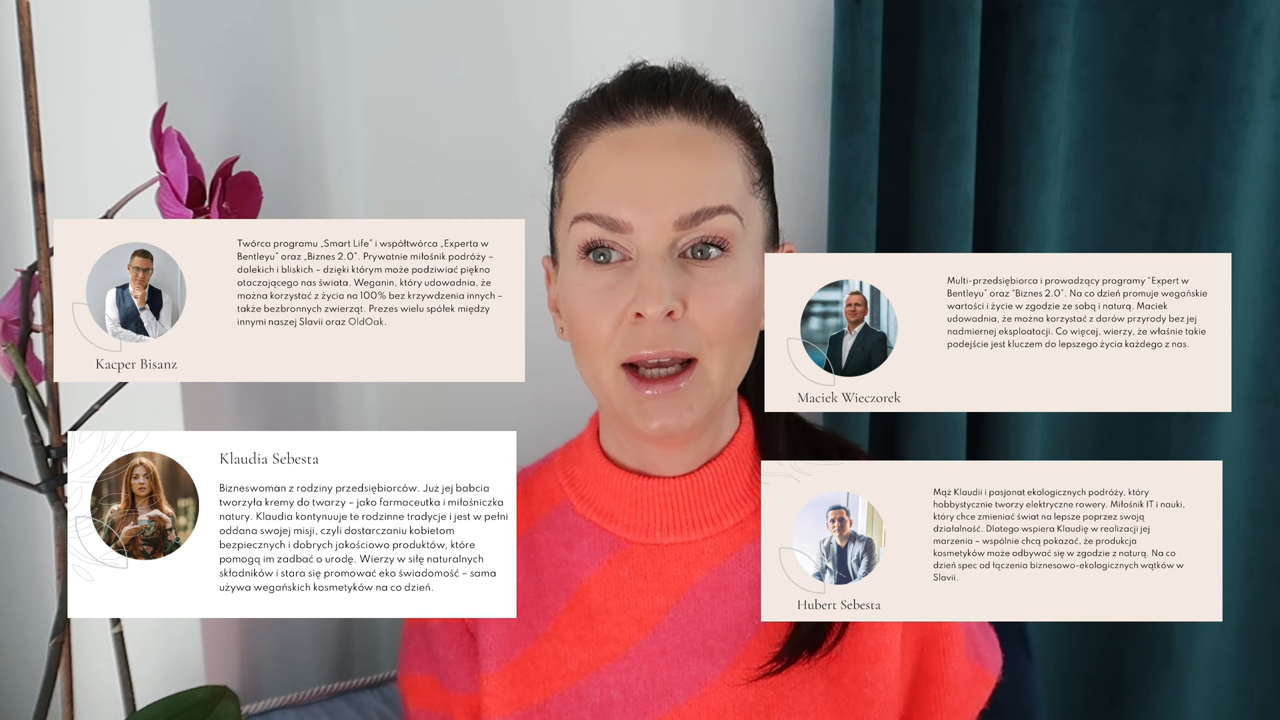 Twórca programu „Smart Life” i współtwórca „Experta w
Bentleyu” oraz „Biznes 2.0”. Prywatnie miłośnik podróży –
dalekich i bliskich – dzięki którym może podziwiać piękno
otaczającego nas świata. Weganin, który udowadnia, że
można korzystać z życia na 100% bez krzywdzenia innych –
także bezbronnych zwierząt. Prezes wielu spółek między
innymi naszej Slavii oraz OldOak.
Kacper Bisanz
Klaudia Sebesta
Bizneswoman z rodziny przedsiębiorców. Już jej babcia
tworzyła kremy do twarzy – jako farmaceutka i miłośniczka
natury. Klaudia kontynuuje te rodzinne tradycje i jest w pełni
oddana swojej misji, czyli dostarczaniu kobietom
bezpiecznych i dobrych jakościowo produktów, które
pomogą im zadbać o urodę. Wierzy w siłę naturalnych
składników i stara się promować eko świadomość – sama
używa wegańskich kosmetyków na co dzień.
Multi-przedsiębiorca i prowadzący programy "Expert w
Bentleyu" oraz "Biznes 2.0". Na co dzień promuje wegańskie
wartości i życie w zgodzie ze sobą i naturą. Maciek
udowadnia, że można korzystać z darów przyrody bez jej
nadmiernej eksploatacji. Co więcej, wierzy, że właśnie takie
podejście jest kluczem do lepszego życia każdego z nas.
Maciek Wieczorek
Mąż Klaudii i pasjonat ekologicznych podróży, który
hobbystycznie tworzy elektryczne rowery. Miłośnik IT i nauki,
który chce zmieniać świat na lepsze poprzez swoją
działalność. Dlatego wspiera Klaudię w realizacji jej
marzenia – wspólnie chcą pokazać, że produkcja
kosmetyków może odbywać się w zgodzie z naturą. Na co
dzień spec od łączenia biznesowo-ekologicznych wątków w
Slavii.
Hubert Sebesta